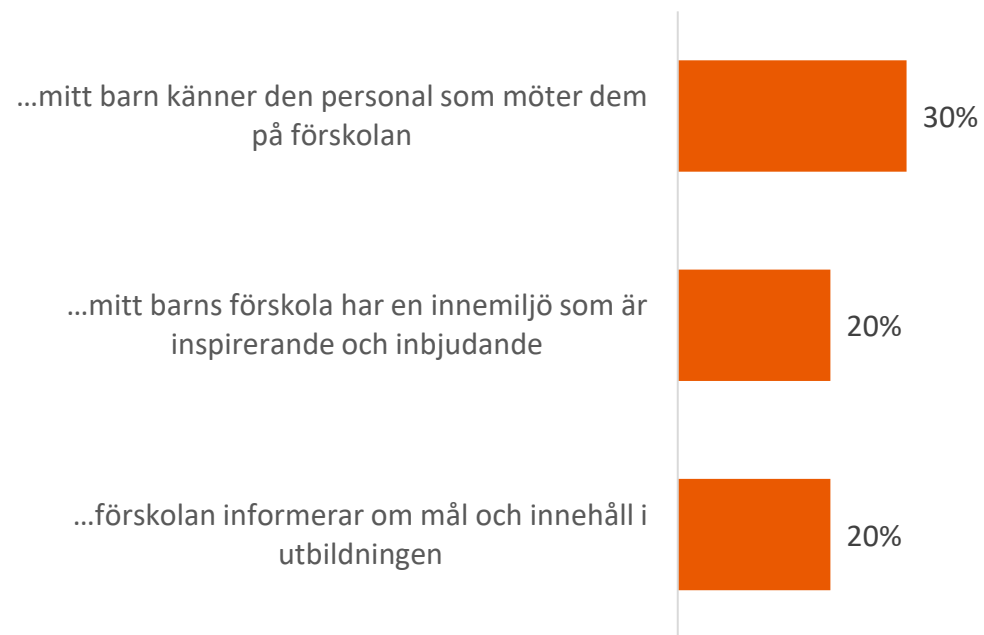 ...mitt barn känner den personal som möter dem
på förskolan
30%
...mitt barns förskola har en innemiljö som är
inspirerande och inbjudande
20%
...förskolan informerar om mål och innehåll i
utbildningen
20%